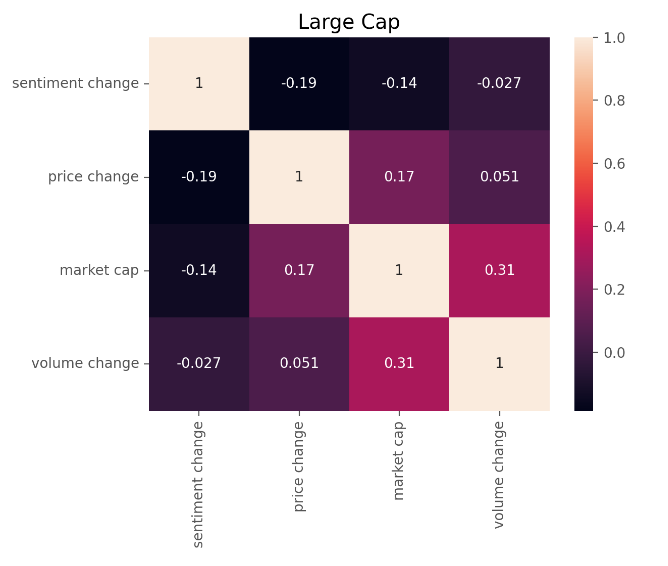 Large Cap
sentiment change 1 -0.19 -0.14 -0.027
price change -0.19 1 0.17 0.051
market cap -0.14 0.17 1 0.31
volume change -0.027 0.051 0.31 1
sentiment change
price change
market cap
volume change
1.0
0.8
0.6
0.4
0.2
0.0